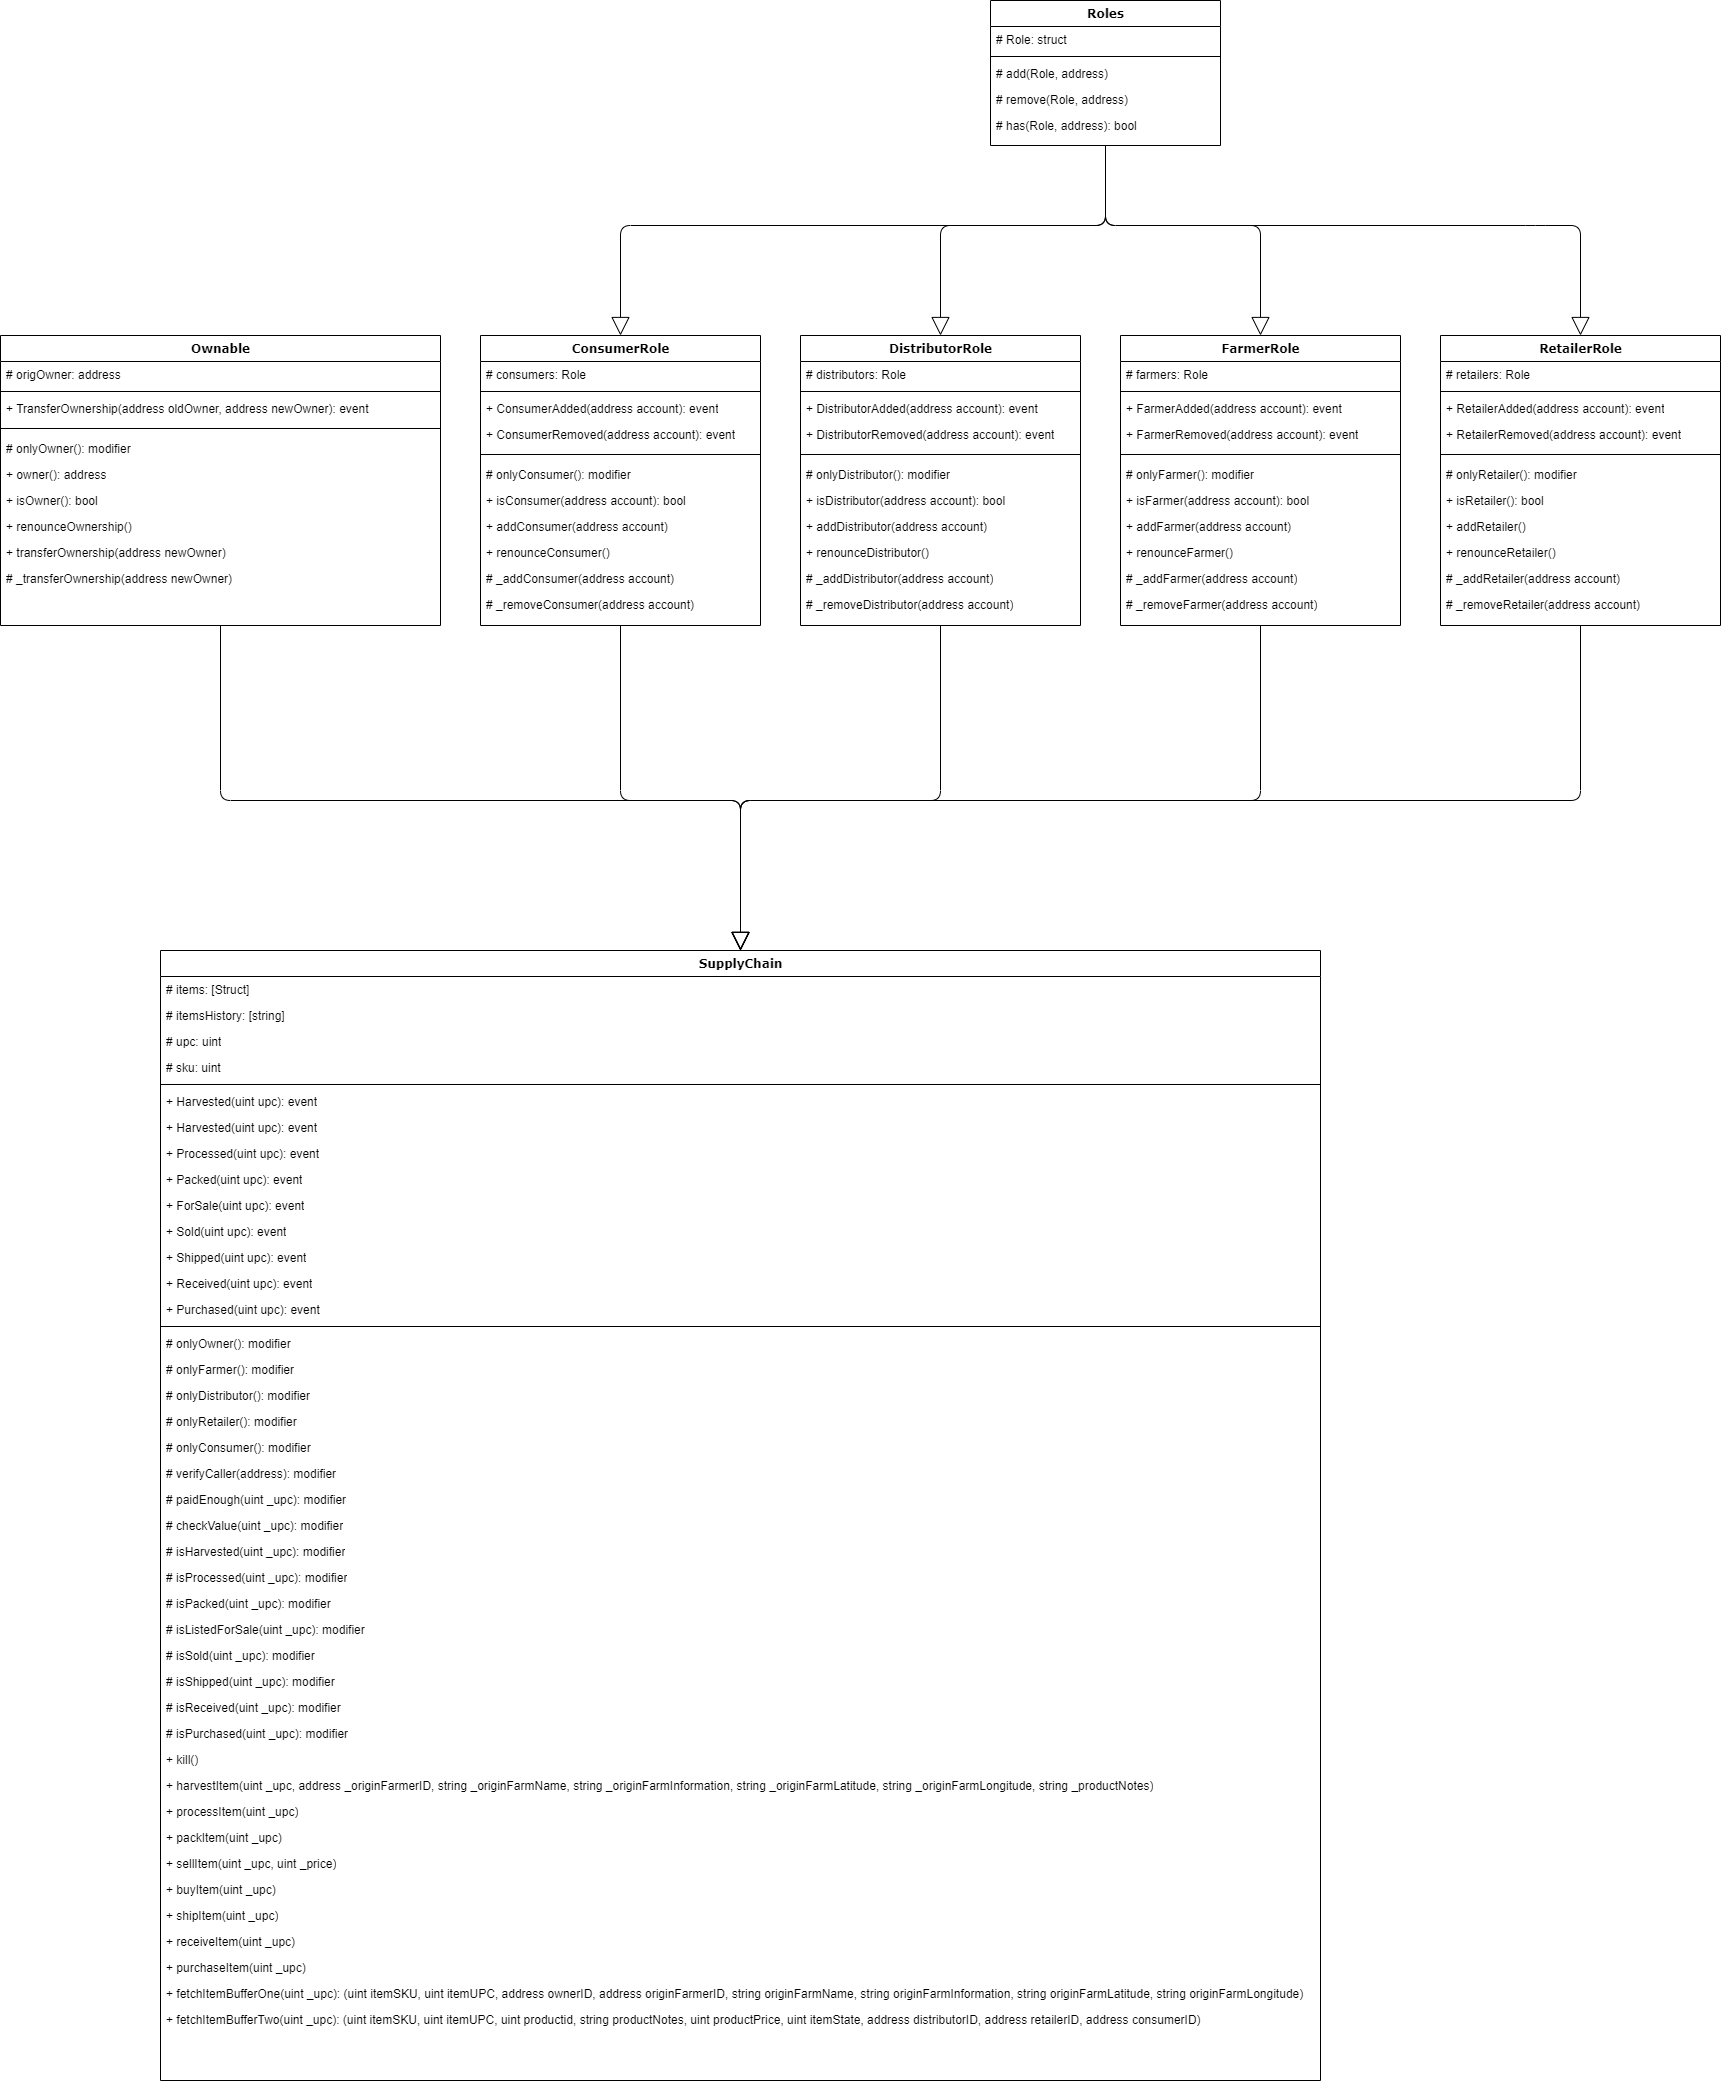 Roles
# Role: struct
# add(Role, address)
# remove(Role, address)
# has(Role, address): bool
Ownable
# origOwner: address
+ TransferOwnership(address oldOwner, address newOwner): event
# onlyOwner(): modifier
+ owner(): address
+ isOwner(): bool
+ renounceOwnership()
+ transferOwnership(address newOwner)
# _transferOwnership(address newOwner)
ConsumerRole
# consumers: Role
+ ConsumerAdded(address account): event
+ ConsumerRemoved(address account): event
# onlyConsumer(): modifier
+ isConsumer(address account): bool
+ addConsumer(address account)
+ renounceConsumer()
# _addConsumer(address account)
# _removeConsumer(address account)
DistributorRole
# distributors: Role
+ DistributorAdded(address account): event
+ DistributorRemoved(address account): event
# onlyDistributor(): modifier
+ isDistributor(address account): bool
+ addDistributor(address account)
+ renounceDistributor()
# _addDistributor(address account)
# _removeDistributor(address account)
FarmerRole
# farmers: Role
+ FarmerAdded(address account): event
+ FarmerRemoved(address account): event
# onlyFarmer(): modifier
+ isFarmer(address account): bool
+ addFarmer(address account)
+ renounceFarmer()
# _addFarmer(address account)
# _removeFarmer(address account)
RetailerRole
# retailers: Role
+ RetailerAdded(address account): event
+ RetailerRemoved(address account): event
# onlyRetailer(): modifier
+ isRetailer(): bool
+ addRetailer()
+ renounceRetailer()
# _addRetailer(address account)
# _removeRetailer(address account)
SupplyChain
# items: [Struct]
# itemsHistory: [string]
# upc: uint
# sku: uint
+ Harvested(uint upc): event
+ Harvested(uint upc): event
+ Processed(uint upc): event
+ Packed(uint upc): event
+ ForSale(uint upc): event
+ Sold(uint upc): event
+ Shipped(uint upc): event
+ Received(uint upc): event
+ Purchased(uint upc): event
# onlyOwner(): modifier
# onlyFarmer(): modifier
# onlyDistributor(): modifier
# onlyRetailer(): modifier
# onlyConsumer(): modifier
# verifyCaller(address): modifier
# paidEnough(uint _upc): modifier
# checkValue(uint _upc): modifier
# isHarvested(uint _upc): modifier
# isProcessed(uint _upc): modifier
# isPacked(uint _upc): modifier
# isListedForSale(uint _upc): modifier
# isSold(uint _upc): modifier
# isShipped(uint _upc): modifier
# isReceived(uint _upc): modifier
# isPurchased(uint _upc): modifier
+ kill()
+ harvestItem(uint _upc, address _originFarmerID, string _originFarmName, string _originFarmInformation, string _originFarmLatitude, string _originFarmLongitude, string _productNotes)
+ processItem(uint _upc)
+ packItem(uint _upc)
+ sellItem(uint _upc, uint _price)
+ buyItem(uint _upc)
+ shipItem(uint _upc)
+ receiveItem(uint _upc)
+ purchaseItem(uint _upc)
+ fetchItemBufferOne(uint _upc): (uint itemSKU, uint itemUPC, address ownerID, address originFarmerID, string originFarmName, string originFarmInformation, string originFarmLatitude, string originFarmLongitude)
+ fetchItemBufferTwo(uint _upc): (uint itemSKU, uint itemUPC, uint productid, string productNotes, uint productPrice, uint itemState, address distributorID, address retailerID, address consumerID)